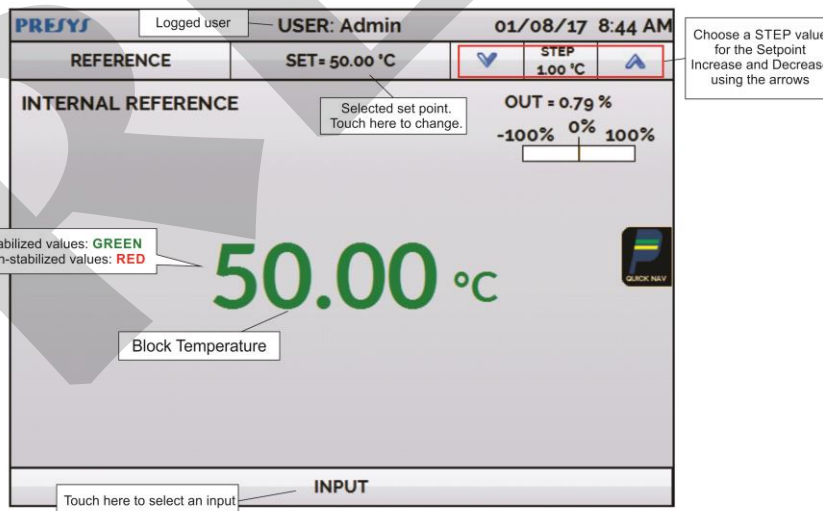 PRESYS
Logged user
USER: Admin
01/08/17 8:44 AM
REFERENCE
SET= 50.00 °C
STEP
1.00 °C
Choose a STEP value
for the Setpoint
Increase and Decrease
using the arrows
INTERNAL REFERENCE
Selected set point.
Touch here to change.
OUT = 0.79 %
-100% 0% 100%
abilized values: GREEN
n-stabilized values: RED
50.00 °C
QUICK NAV
Block Temperature
INPUT
Touch here to select an input